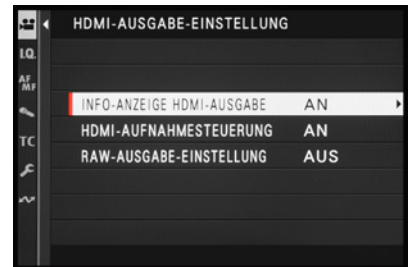 HDMI-AUSGABE-EINSTELLUNG
I.Q.
AF
MF
INFO-ANZEIGE HDMI-AUSGABE AN
HDMI-AUFNAHMESTEUERUNG AN
TC
RAW-AUSGABE-EINSTELLUNG AUS